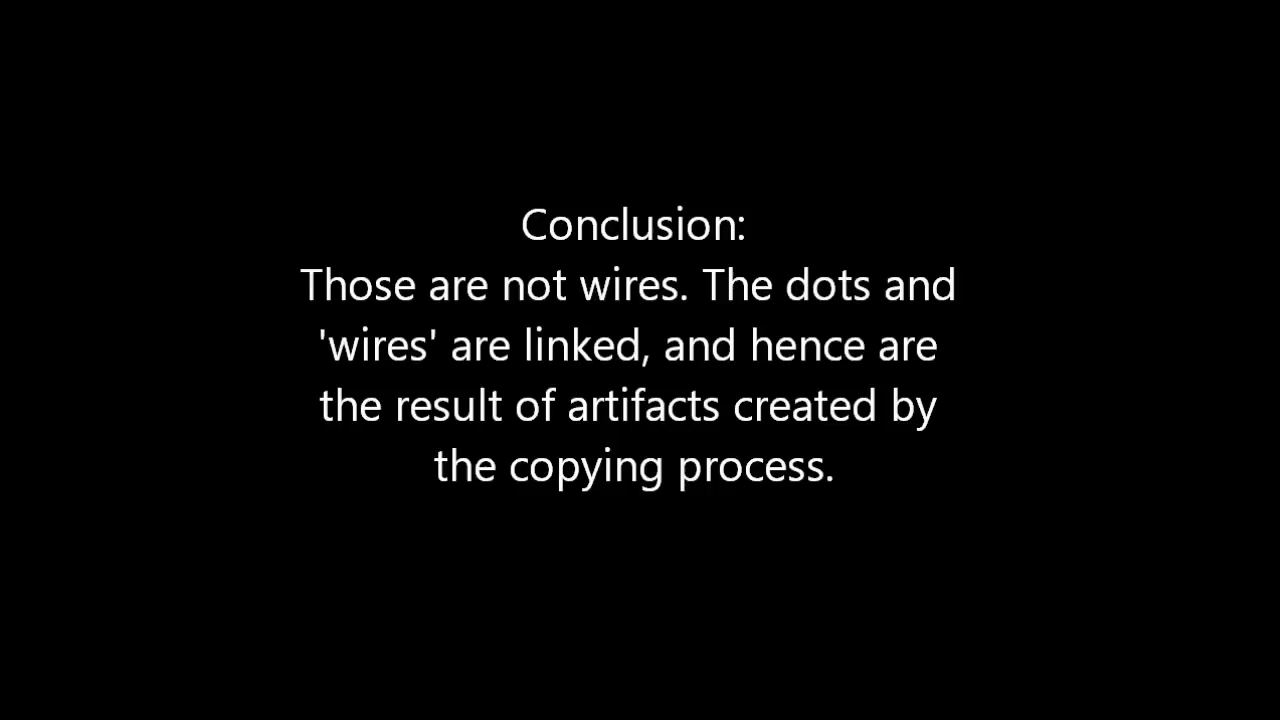 Conclusion:
Those are not wires. The dots and
'wires' are linked, and hence are
the result of artifacts created by
the copying process.